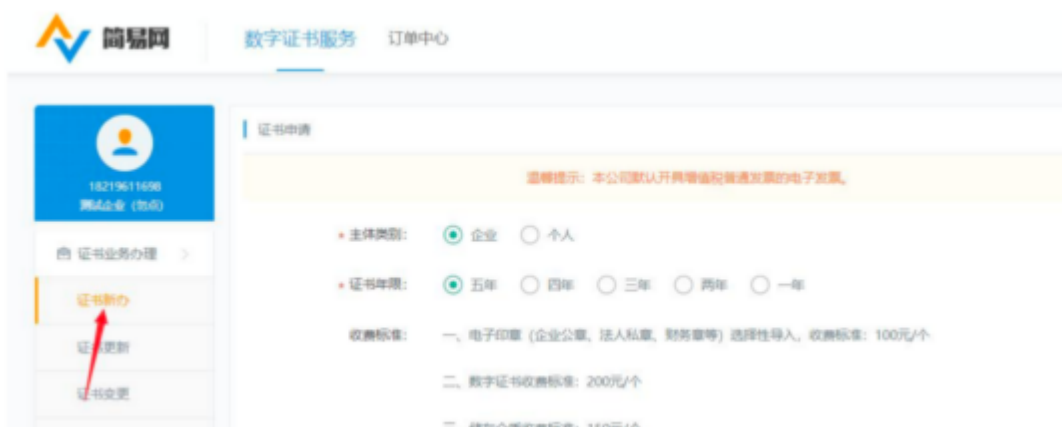 简易网
数字证书服务 订单中心
18219611698
测试企业（勿点）
证书业务办理
证书新办
证书更新
证书变更
证书申请
温馨提示：本公司默认开具增值税普通发票的电子发票。
* 主体类别： 企业 个人
* 证书年限： 五年 四年 三年 两年 一年
收费标准： 一、电子印章（企业公章、法人私章、财务章等）选择性导入，收费标准：100元/个
二、数字证书收费标准：200元/个